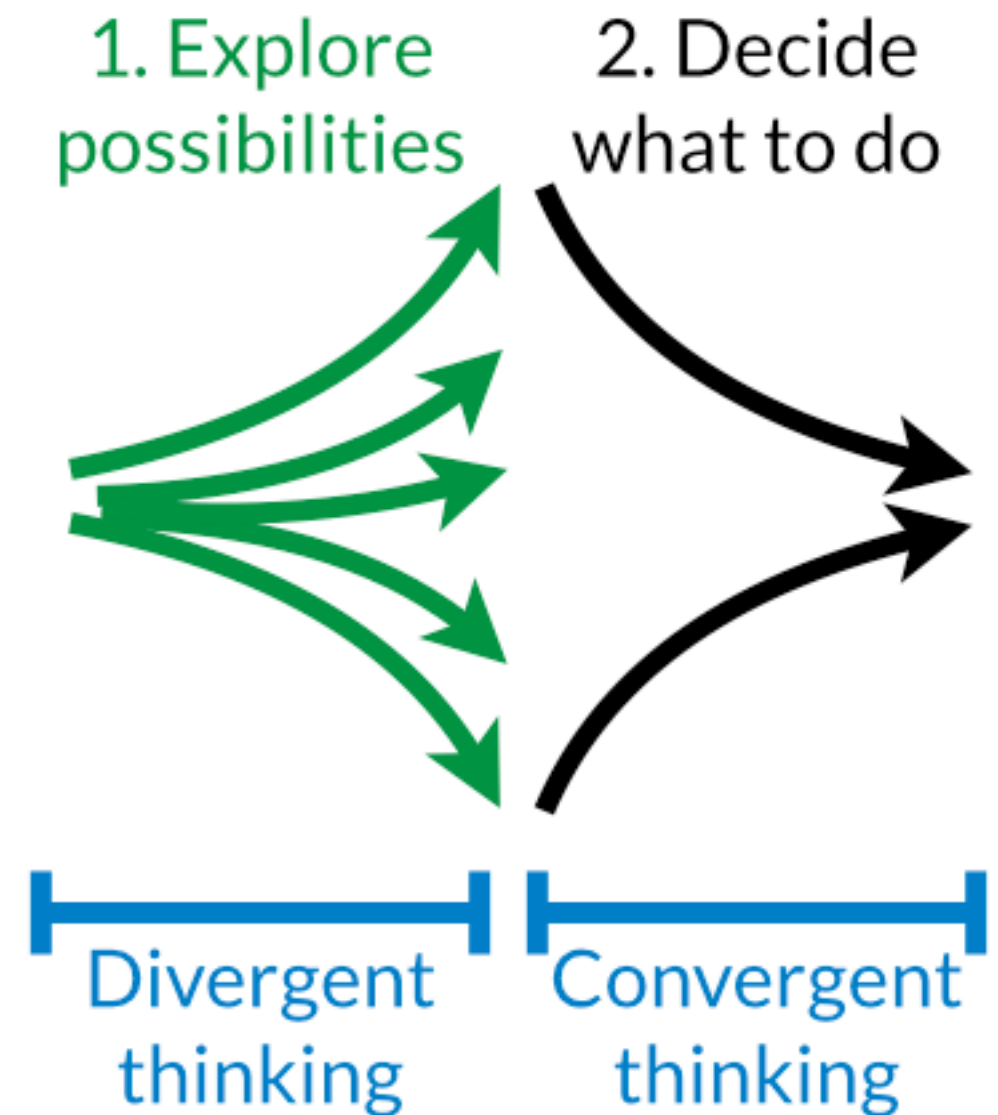 1. Explore
possibilities
2. Decide
what to do
Divergent
thinking
Convergent
thinking